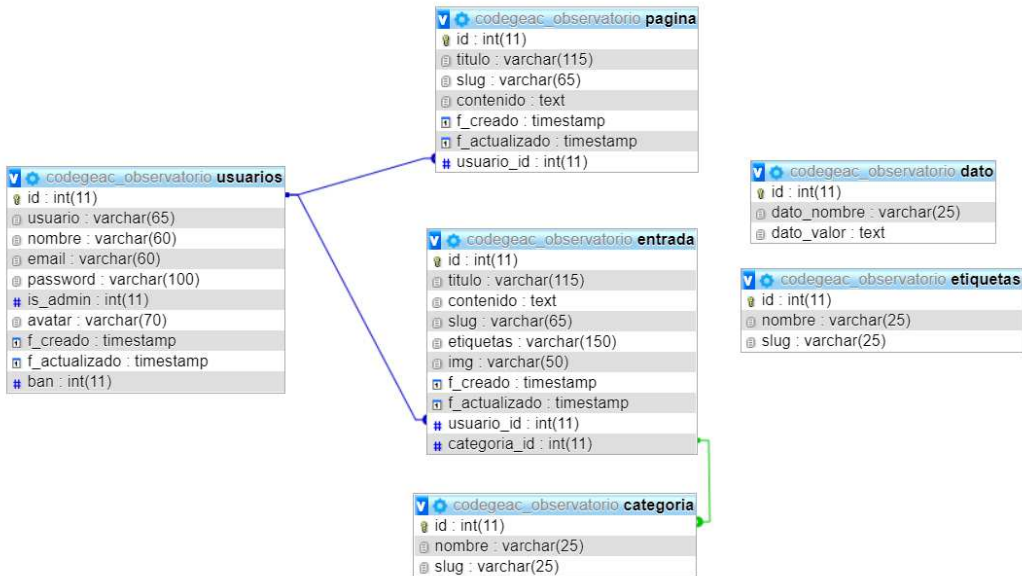 codegeac_observatorio pagina
id : int(11)
titulo : varchar(115)
slug : varchar(65)
contenido : text
f_creado : timestamp
f_actualizado : timestamp
usuario_id : int(11)
codegeac_observatorio usuarios
id : int(11)
usuario : varchar(65)
nombre : varchar(60)
email : varchar(60)
password : varchar(100)
is_admin : int(11)
avatar : varchar(70)
f_creado : timestamp
f_actualizado : timestamp
ban : int(11)
codegeac_observatorio entrada
id : int(11)
titulo : varchar(115)
contenido : text
slug : varchar(65)
etiquetas : varchar(150)
img : varchar(50)
f_creado : timestamp
f_actualizado : timestamp
usuario_id : int(11)
categoria_id : int(11)
codegeac_observatorio categoria
id : int(11)
nombre : varchar(25)
slug : varchar(25)
codegeac_observatorio dato
id : int(11)
dato_nombre : varchar(25)
dato_valor : text
codegeac_observatorio etiquetas
id : int(11)
nombre : varchar(25)
slug : varchar(25)